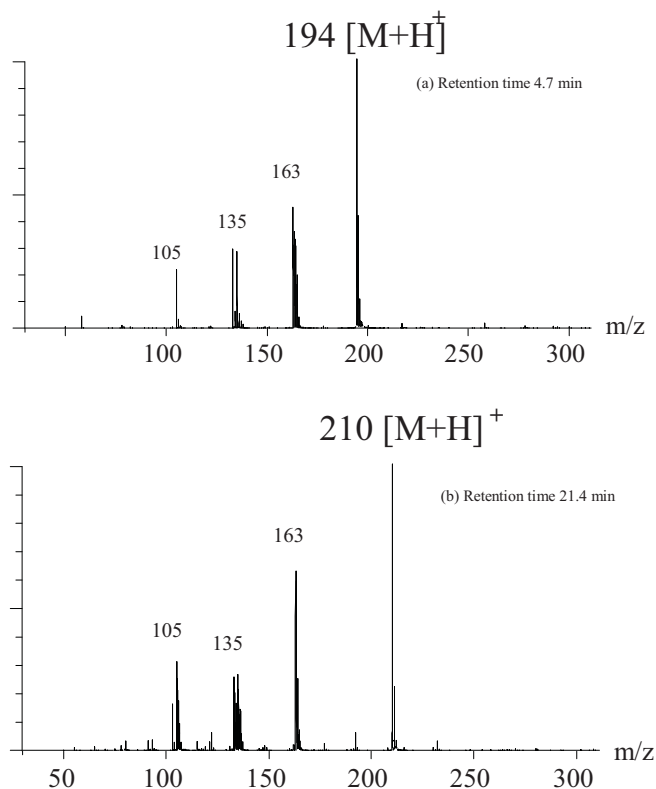 194 [M+H]+
(a) Retention time 4.7 min
163
135
105
m/z
100 150 200 250 300
210 [M+H] +
(b) Retention time 21.4 min
163
105 135
m/z
50 100 150 200 250 300